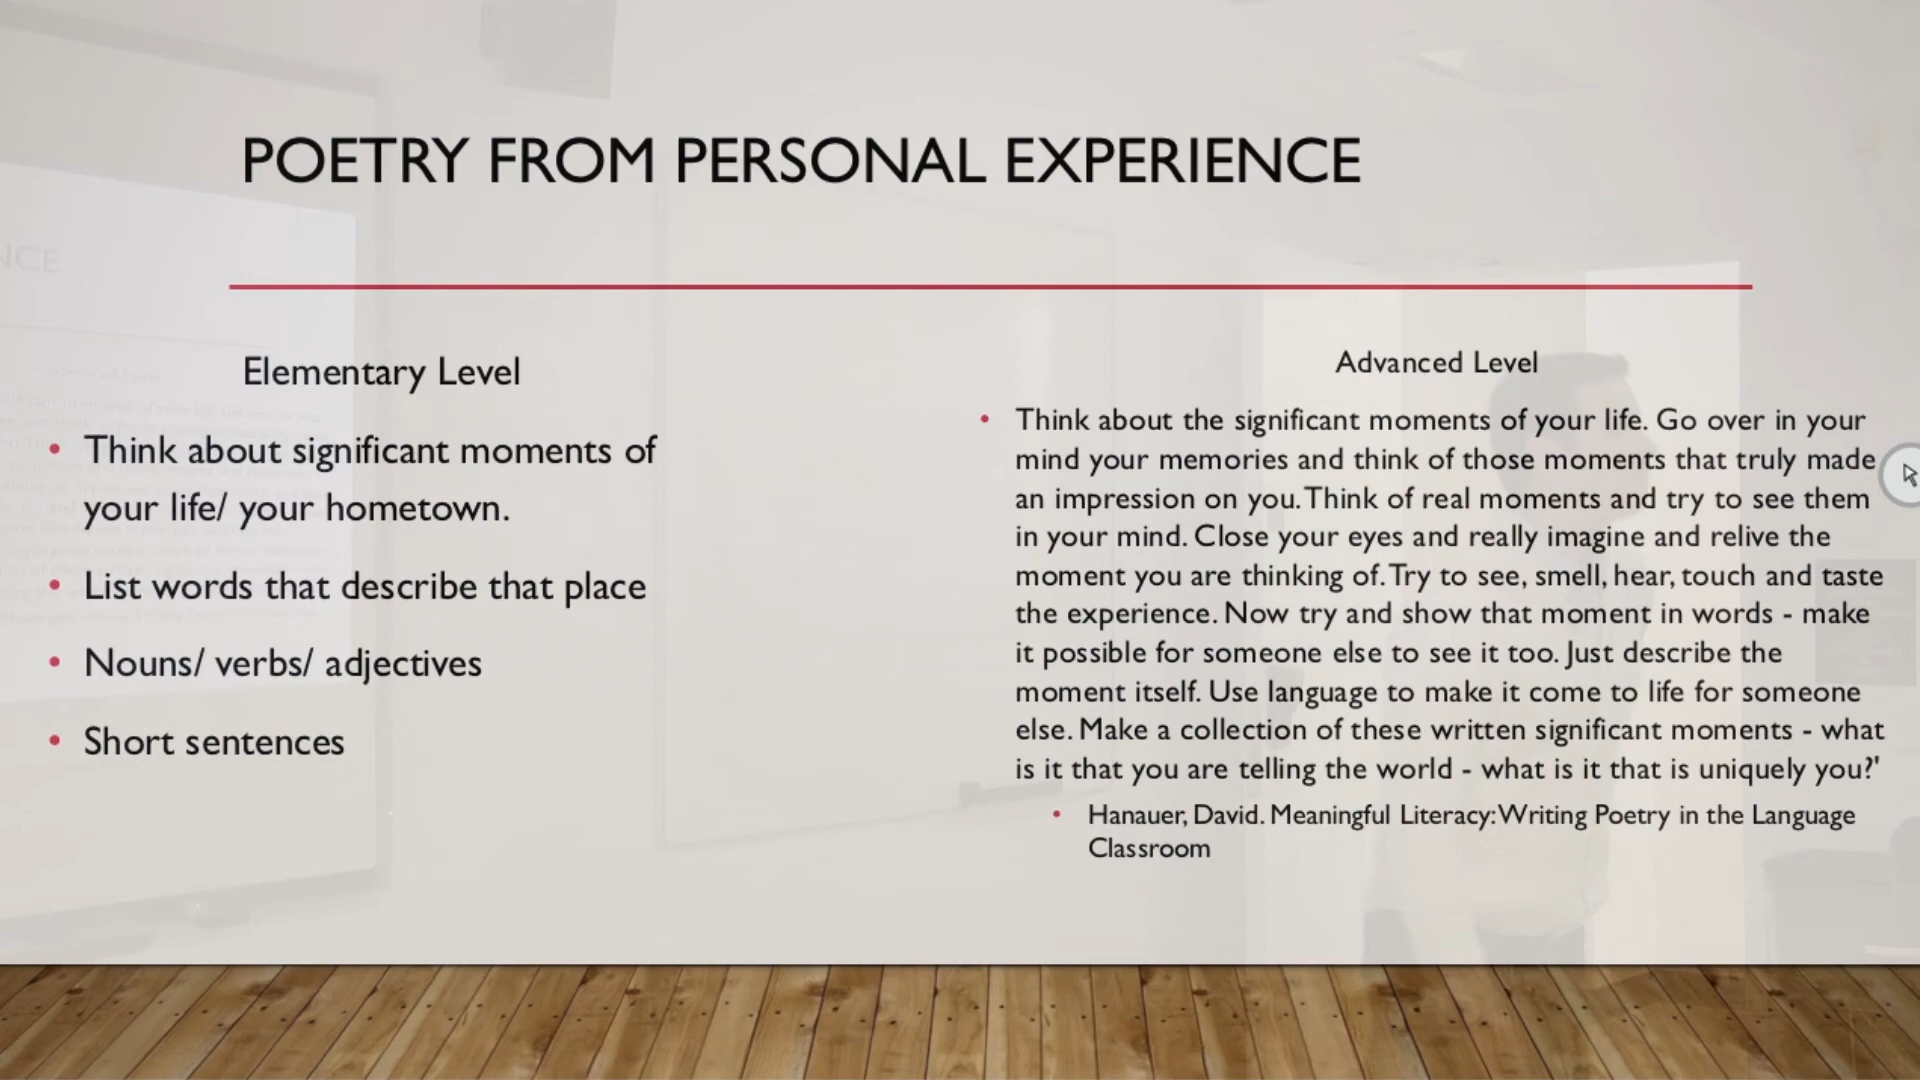 POETRY FROM PERSONAL EXPERIENCE
Elementary Level
• Think about significant moments of
your life/ your hometown.
• List words that describe that place
• Nouns/ verbs/ adjectives
• Short sentences
Advanced Level
• Think about the significant moments of your life. Go over in your
mind your memories and think of those moments that truly made
an impression on you. Think of real moments and try to see them
in your mind. Close your eyes and really imagine and relive the
moment you are thinking of. Try to see, smell, hear, touch and taste
the experience. Now try and show that moment in words - make
it possible for someone else to see it too. Just describe the
moment itself. Use language to make it come to life for someone
else. Make a collection of these written significant moments - what
is it that you are telling the world - what is it that is uniquely you?'
• Hanauer, David. Meaningful Literacy: Writing Poetry in the Language
Classroom
NCE